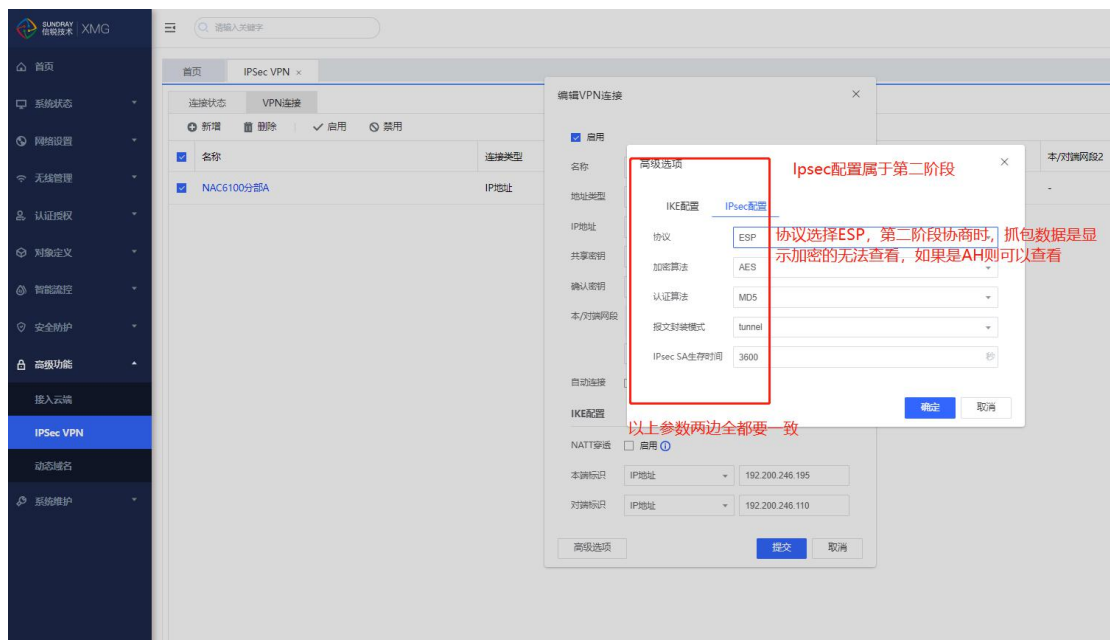 SUNDRAY
信锐技术
XMG
请输入关键字
首页
系统状态
网络设置
无线管理
认证授权
对象定义
智能流控
安全防护
高级功能
接入云端
IPSec VPN
动态域名
系统维护
首页 IPSec VPN ×
连接状态 VPN连接
新增 删除 启用 禁用
名称 连接类型 本/对端网段2
NAC6100分部A IP地址 -
编辑VPN连接 ×
启用
名称
地址类型
IP地址
共享密钥
确认密钥
本/对端网段
自动连接
IKE配置
NATT穿透 启用
本端标识 IP地址 192.200.246.195
对端标识 IP地址 192.200.246.110
高级选项 提交 取消
高级选项 ×
Ipsec配置属于第二阶段
IKE配置 IPsec配置
协议 ESP
协议选择ESP，第二阶段协商时，抓包数据是显
示加密的无法查看，如果是AH则可以查看
加密算法 AES
认证算法 MD5
报文封装模式 tunnel
IPsec SA生存时间 3600 秒
确定 取消
以上参数两边全都要一致